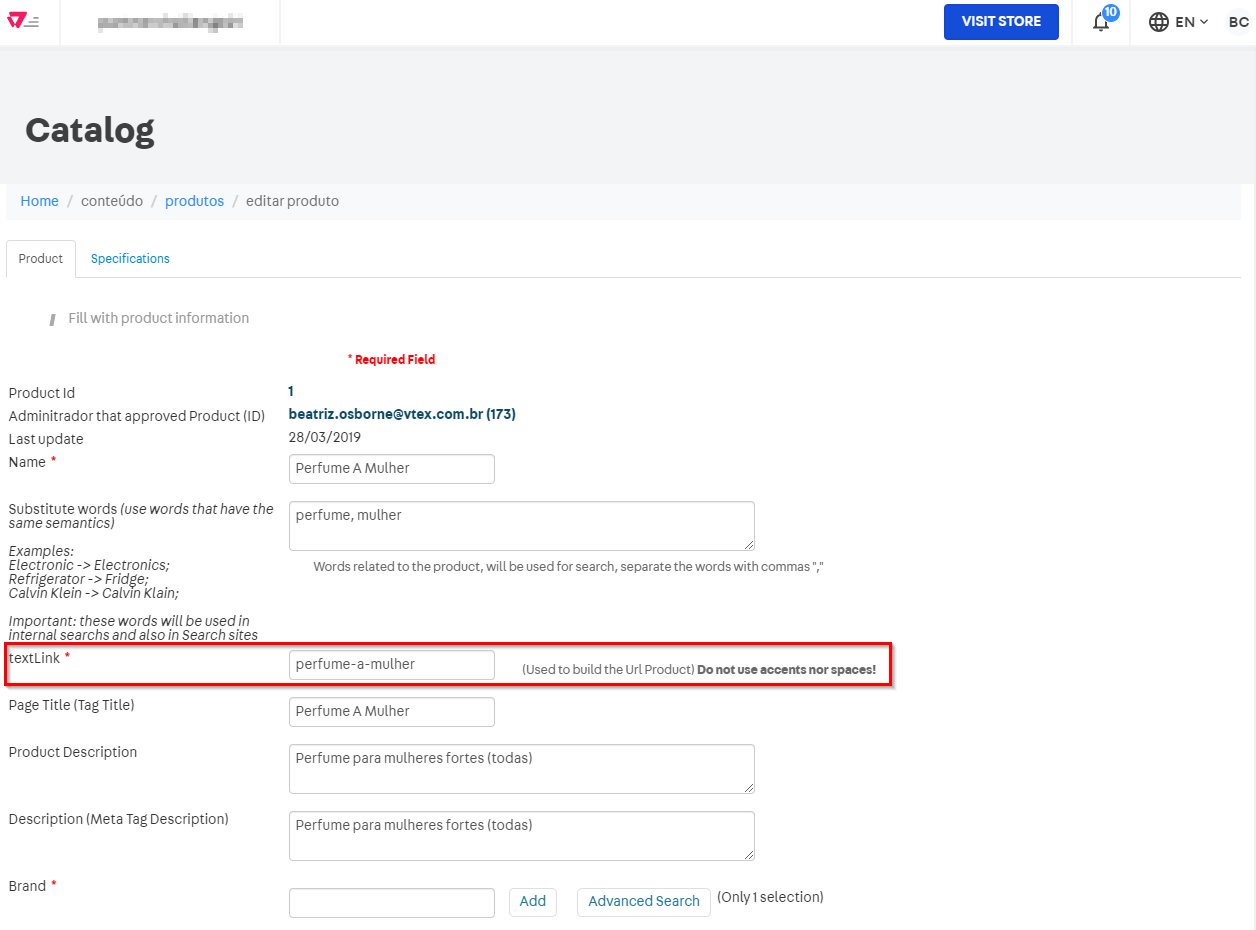 VISIT STORE
10
EN
BC
Catalog
Home / conteúdo / produtos / editar produto
Product
Specifications
Fill with product information
* Required Field
Product Id
1
Adminitrador that approved Product (ID)
beatriz.osborne@vtex.com.br (173)
Last update
28/03/2019
Name *
Perfume A Mulher
Substitute words (use words that have the
same semantics)
Examples:
Electronic -> Electronics;
Refrigerator -> Fridge;
Calvin Klein -> Calvin Klain;
Important: these words will be used in
internal searchs and also in Search sites
perfume, mulher
Words related to the product, will be used for search, separate the words with commas ","
textLink *
perfume-a-mulher
(Used to build the Url Product) Do not use accents nor spaces!
Page Title (Tag Title)
Perfume A Mulher
Product Description
Perfume para mulheres fortes (todas)
Description (Meta Tag Description)
Perfume para mulheres fortes (todas)
Brand *
Add
Advanced Search
(Only 1 selection)